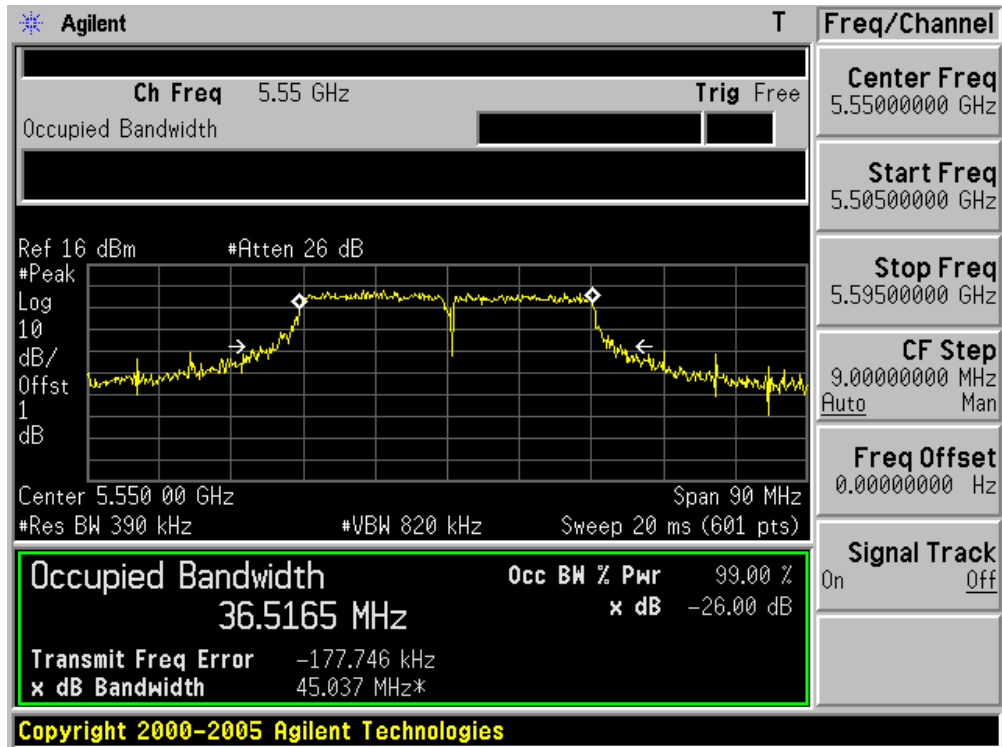 Agilent T
Freq/Channel
Ch Freq 5.55 GHz Trig Free
Occupied Bandwidth
Center Freq
5.55000000 GHz
Start Freq
5.50500000 GHz
Stop Freq
5.59500000 GHz
CF Step
9.00000000 MHz
Auto Man
Freq Offset
0.00000000 Hz
Signal Track
On Off
Ref 16 dBm #Atten 26 dB
#Peak
Log
10
dB/
Offst
1
dB
Center 5.550 00 GHz Span 90 MHz
#Res BW 390 kHz #VBW 820 kHz Sweep 20 ms (601 pts)
Occupied Bandwidth Occ BW % Pwr 99.00 %
36.5165 MHz x dB -26.00 dB
Transmit Freq Error -177.746 kHz
x dB Bandwidth 45.037 MHz*
Copyright 2000-2005 Agilent Technologies